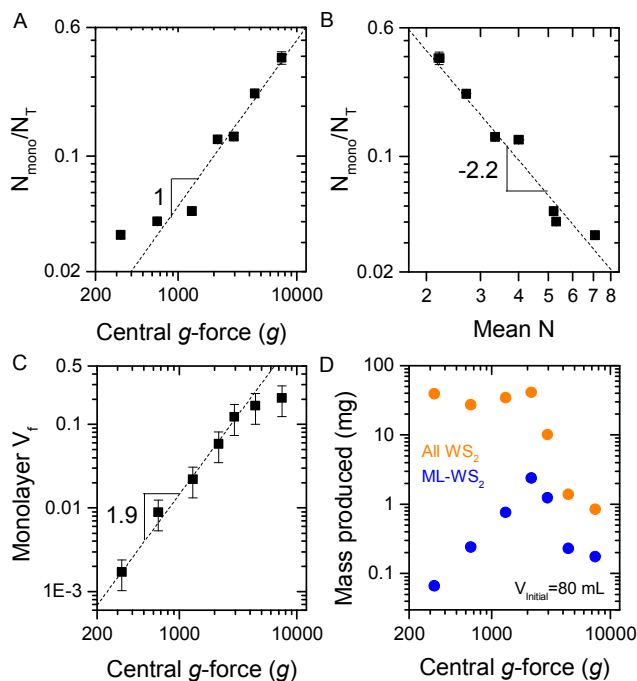 A
0.6
0.1
0.02
N_mono/N_T
1
200
1000
10000
Central g-force (g)
B
0.6
0.1
0.02
N_mono/N_T
-2.2
2
3
4
5
6
7
8
Mean N
C
0.5
0.1
0.01
1E-3
Monolayer V_f
1.9
200
1000
10000
Central g-force (g)
D
100
10
1
0.1
Mass produced (mg)
All WS₂
ML-WS₂
V_Initial=80 mL
200
1000
10000
Central g-force (g)